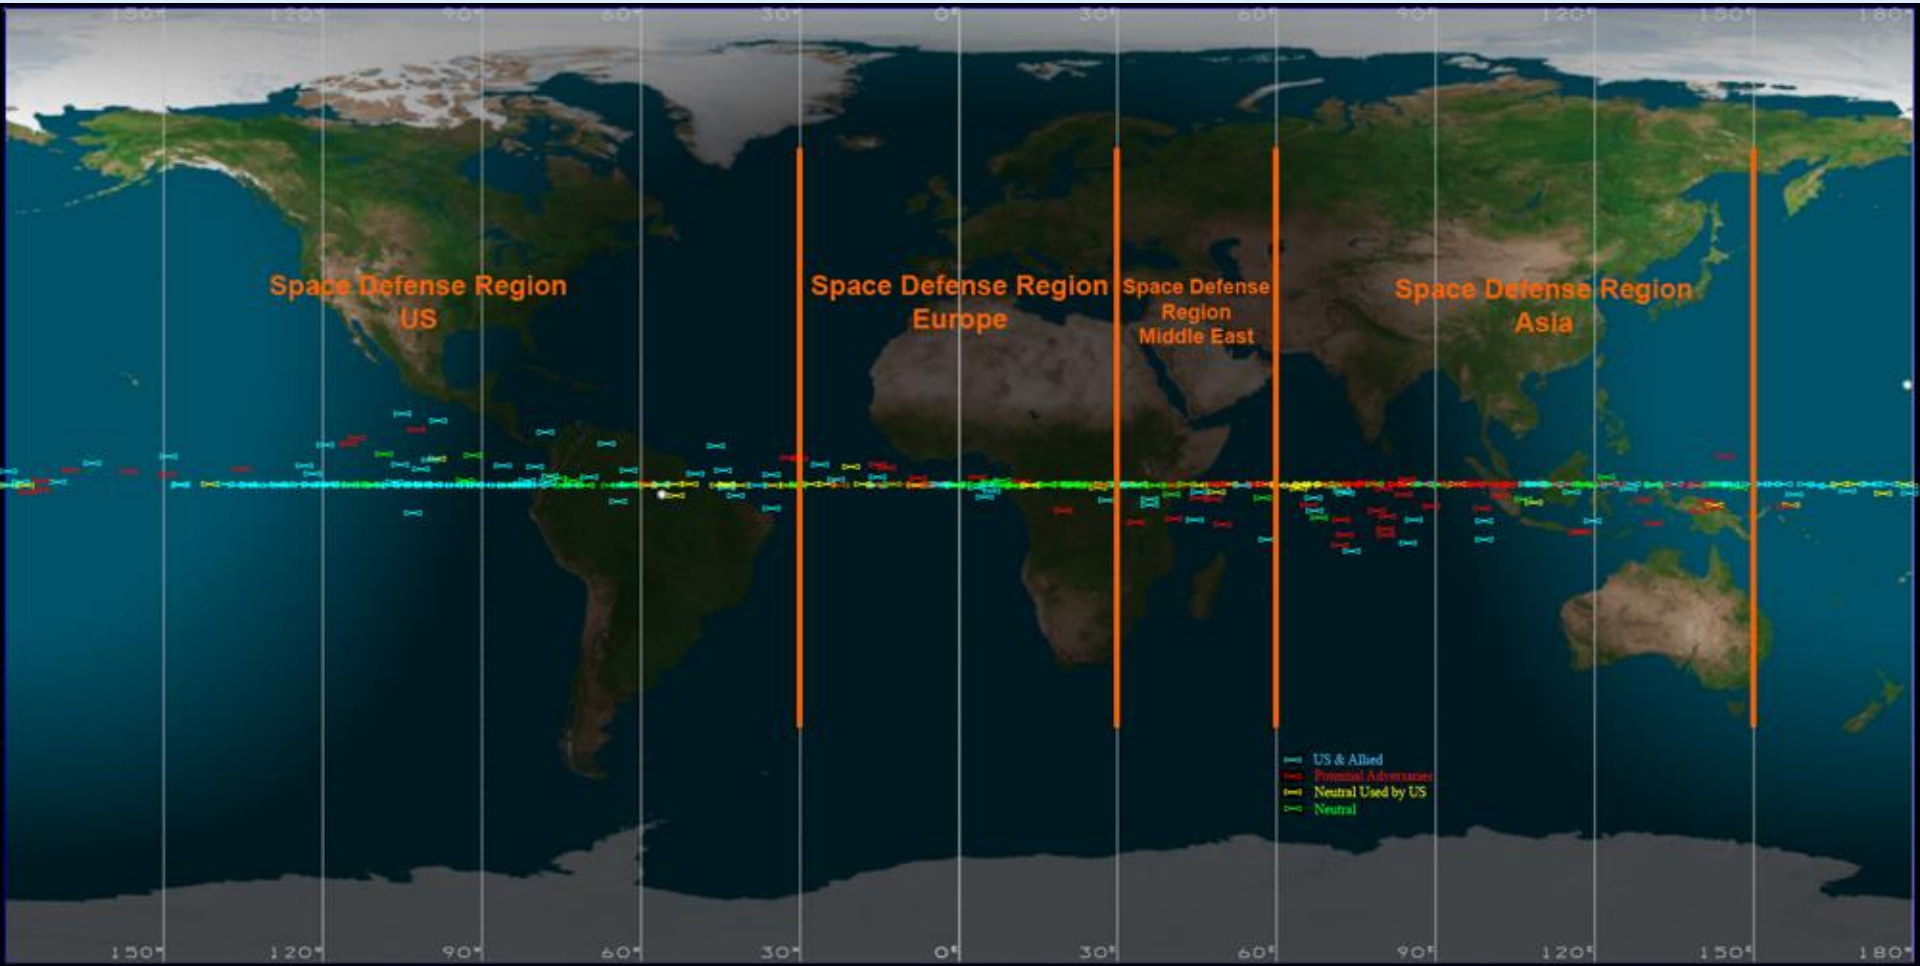 150° 120° 90° 60° 30° 0° 30° 60° 90° 120° 150° 180°
Space Defense Region
US
Space Defense Region
Europe
Space Defense
Region
Middle East
Space Defense Region
Asia
US & Allied
Potential Adversaries
Neutral Used by US
Neutral
150° 120° 90° 60° 30° 0° 30° 60° 90° 120° 150° 180°